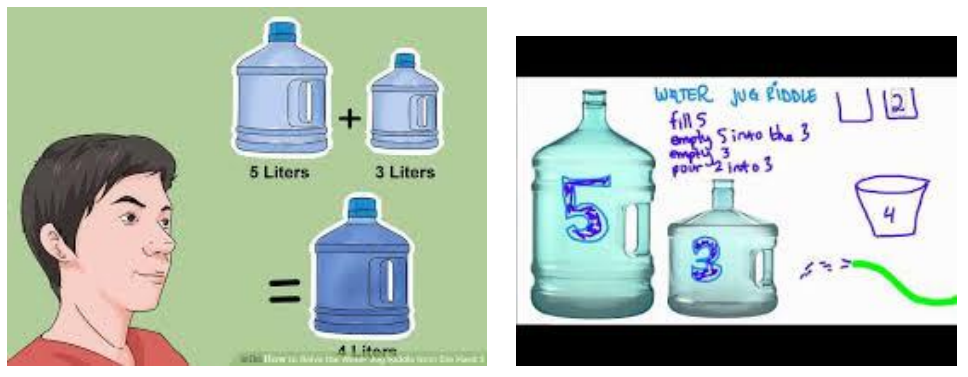 5 Liters
3 Liters
+
=
4 Liters
wikiHow to Solve the Water Jug Riddle from Die Hard 3
WATER JUG RIDDLE
fill 5
empty 5 into the 3
empty 3
pour 2 into 3
2
5
3
4